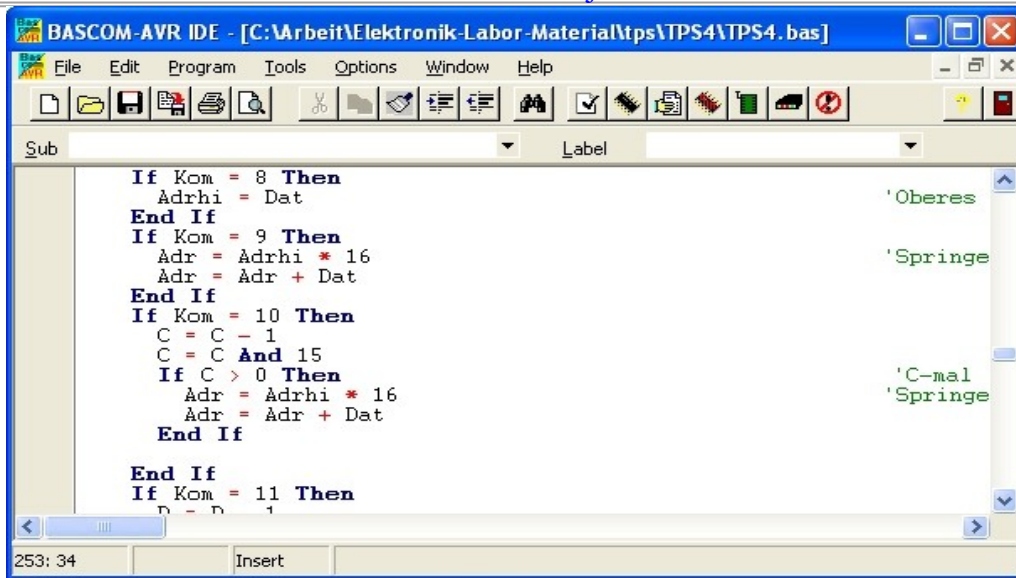 BASCOM-AVR IDE - [C:\Arbeit\Elektronik-Labor-Material\tps\TPS4\TPS4.bas]
File Edit Program Tools Options Window Help
Sub Label
If Kom = 8 Then
Adrhi = Dat 'Oberes
End If
If Kom = 9 Then
Adr = Adrhi * 16 'Springe
Adr = Adr + Dat
End If
If Kom = 10 Then
C = C - 1
C = C And 15
If C > 0 Then 'C-mal
Adr = Adrhi * 16 'Springe
Adr = Adr + Dat
End If
End If
If Kom = 11 Then
D = D - 1
253: 34 Insert